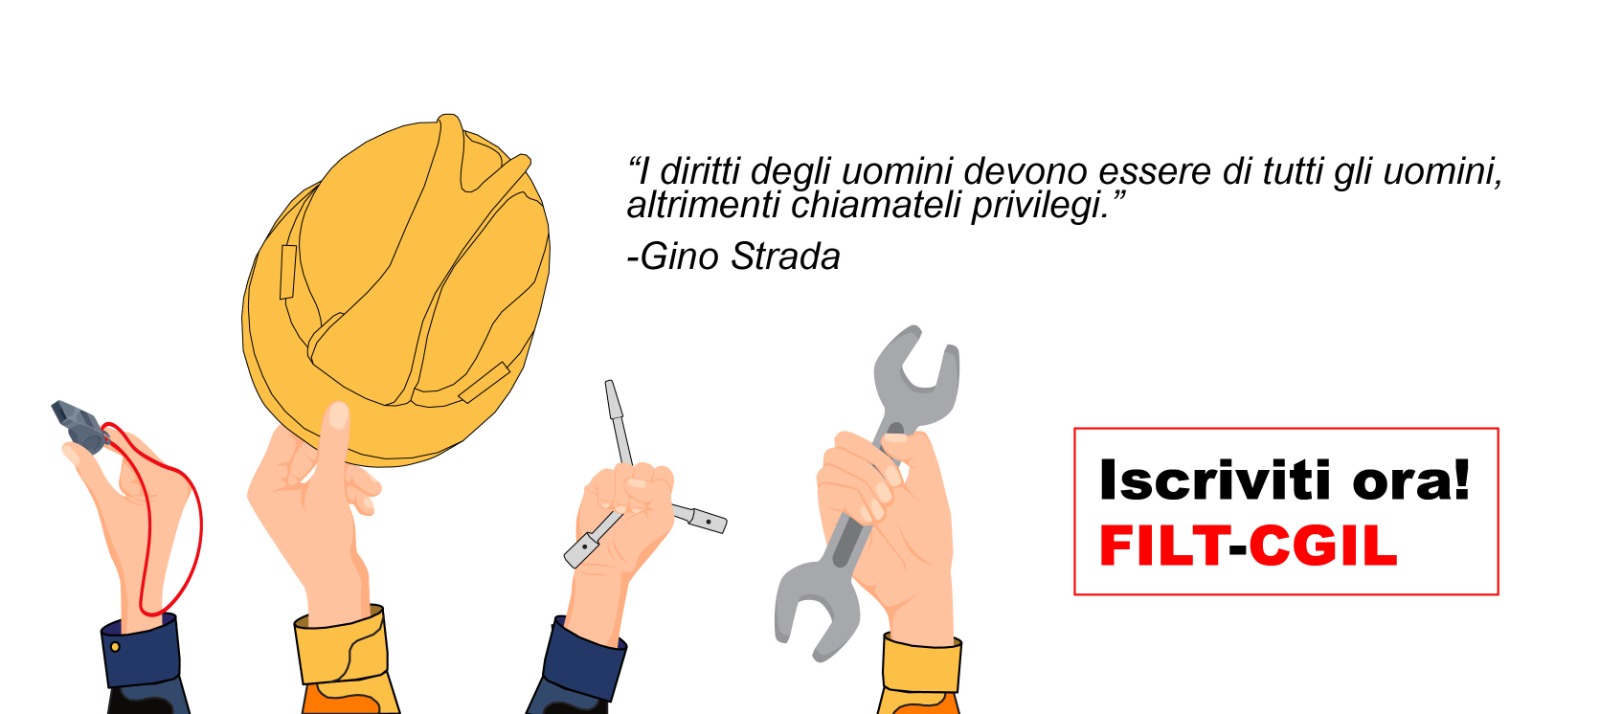 “I diritti degli uomini devono essere di tutti gli uomini,
altrimenti chiamateli privilegi.”
-Gino Strada
Iscriviti ora!
FILT-CGIL